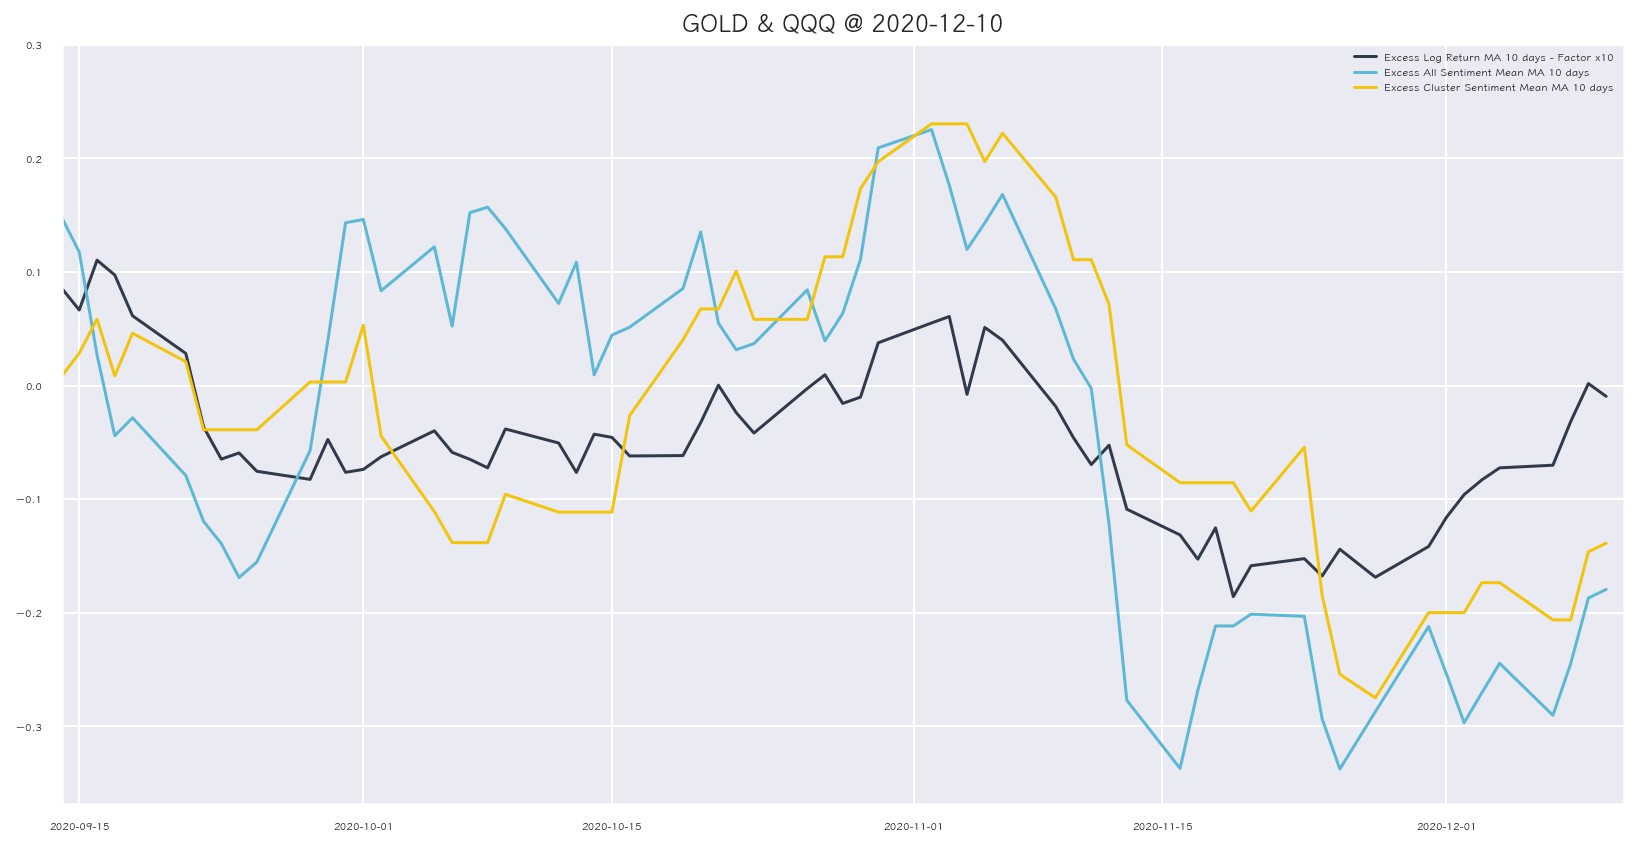 GOLD & QQQ @ 2020-12-10
Excess Log Return MA 10 days - Factor x10
Excess All Sentiment Mean MA 10 days
Excess Cluster Sentiment Mean MA 10 days
0.3
0.2
0.1
0.0
−0.1
−0.2
−0.3
2020-09-15 2020-10-01 2020-10-15 2020-11-01 2020-11-15 2020-12-01